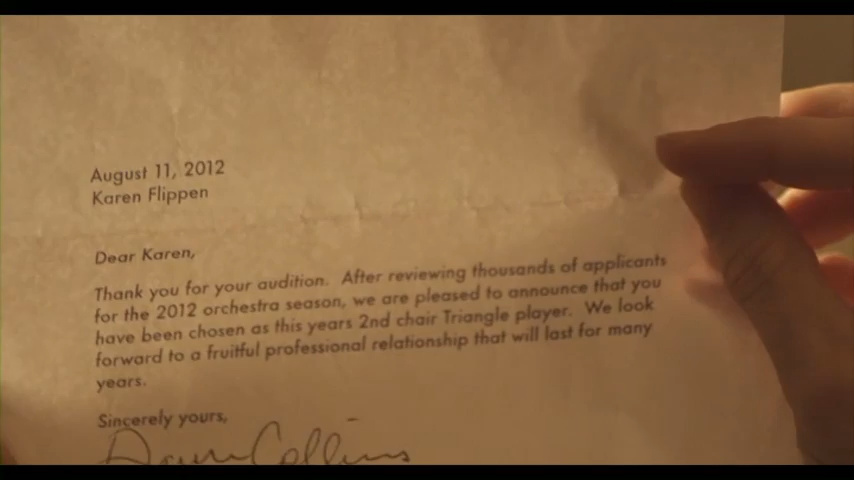 August 11, 2012
Karen Flippen
Dear Karen,
Thank you for your audition. After reviewing thousands of applicants
for the 2012 orchestra season, we are pleased to announce that you
have been chosen as this years 2nd chair Triangle player. We look
forward to a fruitful professional relationship that will last for many
years.
Sincerely yours,
Collins